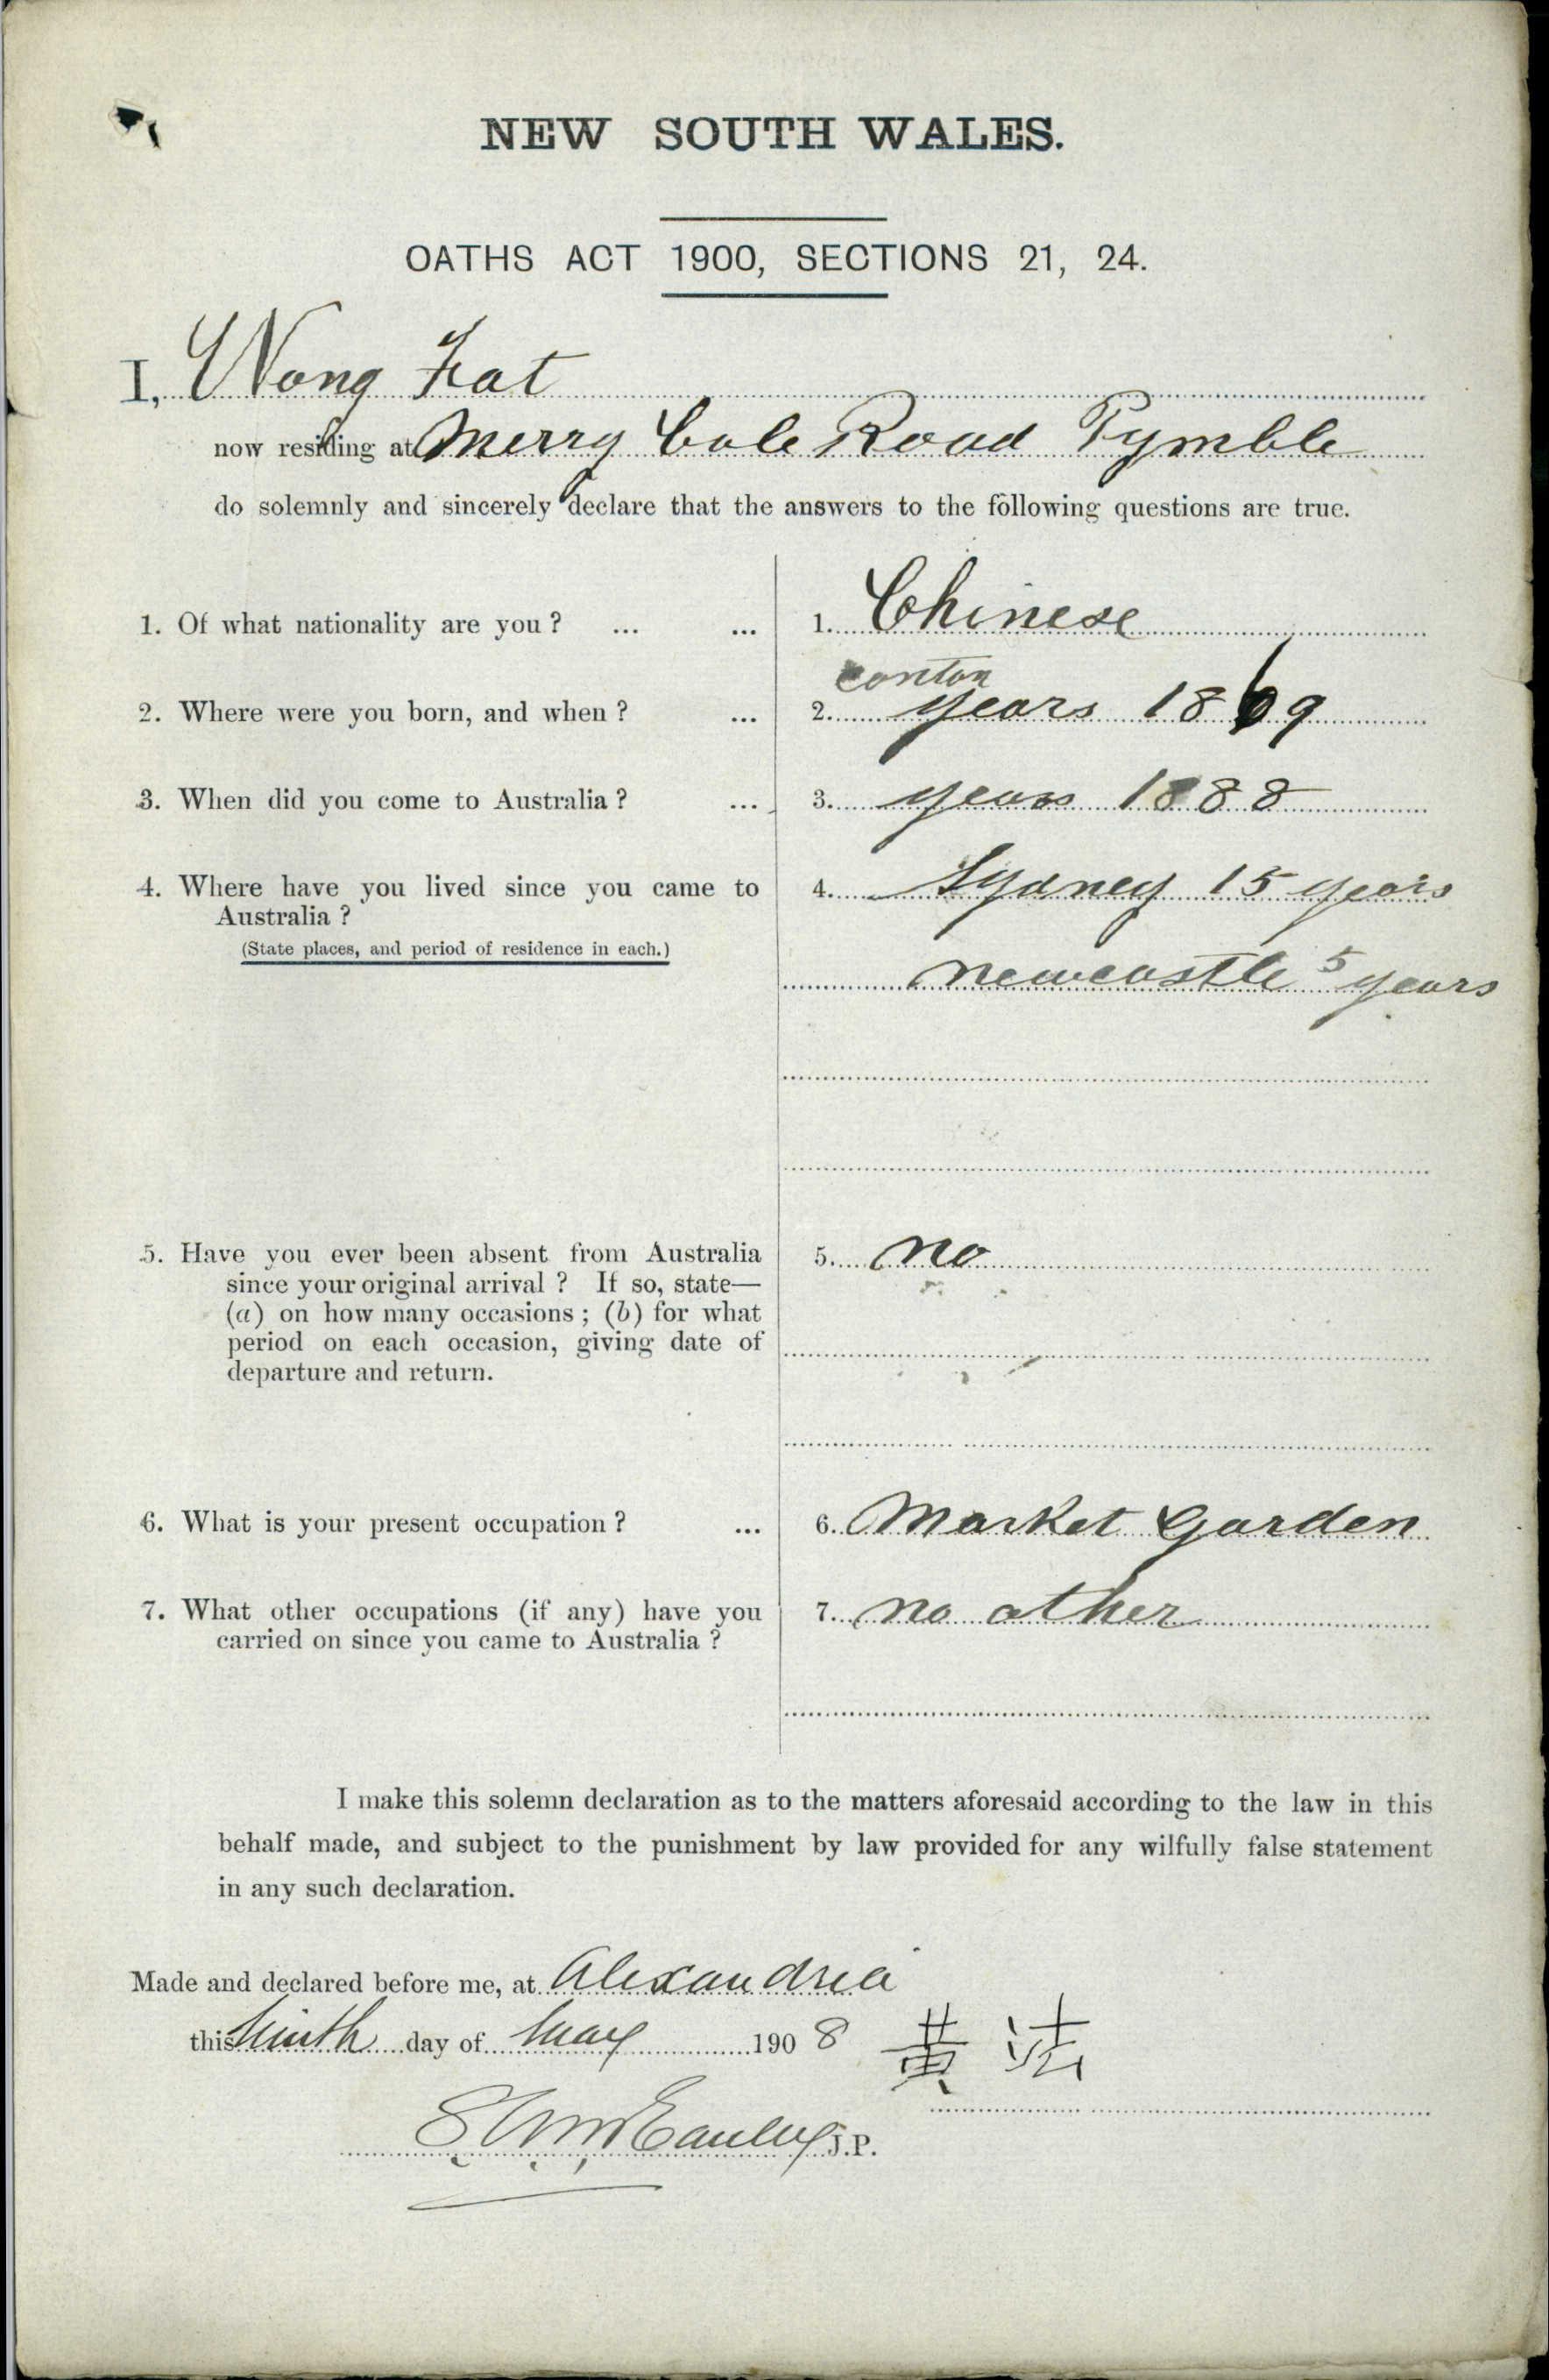 NEW SOUTH WALES.
OATHS ACT 1900, SECTIONS 21, 24.
I, Wong Fat
now residing at Merry Cole Road Pymble
do solemnly and sincerely declare that the answers to the following questions are true.
1. Of what nationality are you? ... ... 1. Chinese
canton
2. Where were you born, and when? ... 2. years 1869
3. When did you come to Australia? ... 3. years 1888
4. Where have you lived since you came to 4. Sydney 15 years
Australia?
(State places, and period of residence in each.)
newcastle 5 years
5. Have you ever been absent from Australia 5. no
since your original arrival? If so, state—
(a) on how many occasions; (b) for what
period on each occasion, giving date of
departure and return.
6. What is your present occupation? ... 6. Market Garden
7. What other occupations (if any) have you 7. no other
carried on since you came to Australia?
I make this solemn declaration as to the matters aforesaid according to the law in this
behalf made, and subject to the punishment by law provided for any wilfully false statement
in any such declaration.
Made and declared before me, at Alexandria
this Ninth day of May 1908 黃法
J.P.